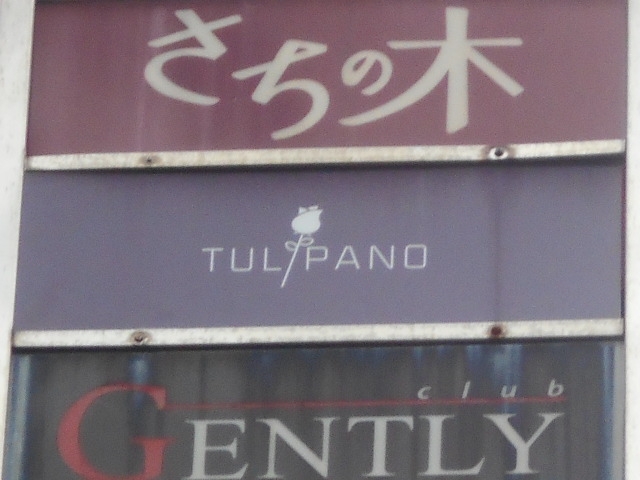 さちの木
TULIPANO
club
GENTLY